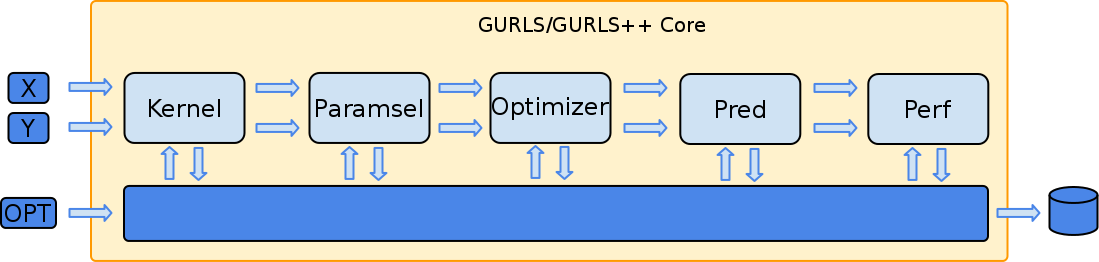 GURLS/GURLS++ Core
X
Y
Kernel
Paramsel
Optimizer
Pred
Perf
OPT